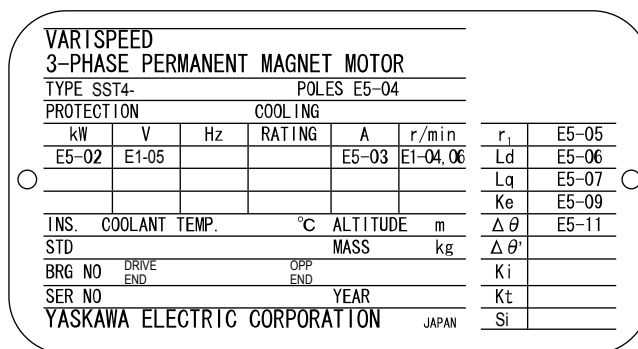 VARISPEED
3-PHASE PERMANENT MAGNET MOTOR
TYPE SST4- POLES E5-04
PROTECTION COOLING
kW V Hz RATING A r/min
E5-02 E1-05 E5-03 E1-04, 06
INS. COOLANT TEMP. °C ALTITUDE m
STD MASS kg
BRG NO DRIVE END OPP END
SER NO YEAR
YASKAWA ELECTRIC CORPORATION JAPAN
r1 E5-05
Ld E5-06
Lq E5-07
Ke E5-09
Δθ E5-11
Δθ'
Ki
Kt
Si